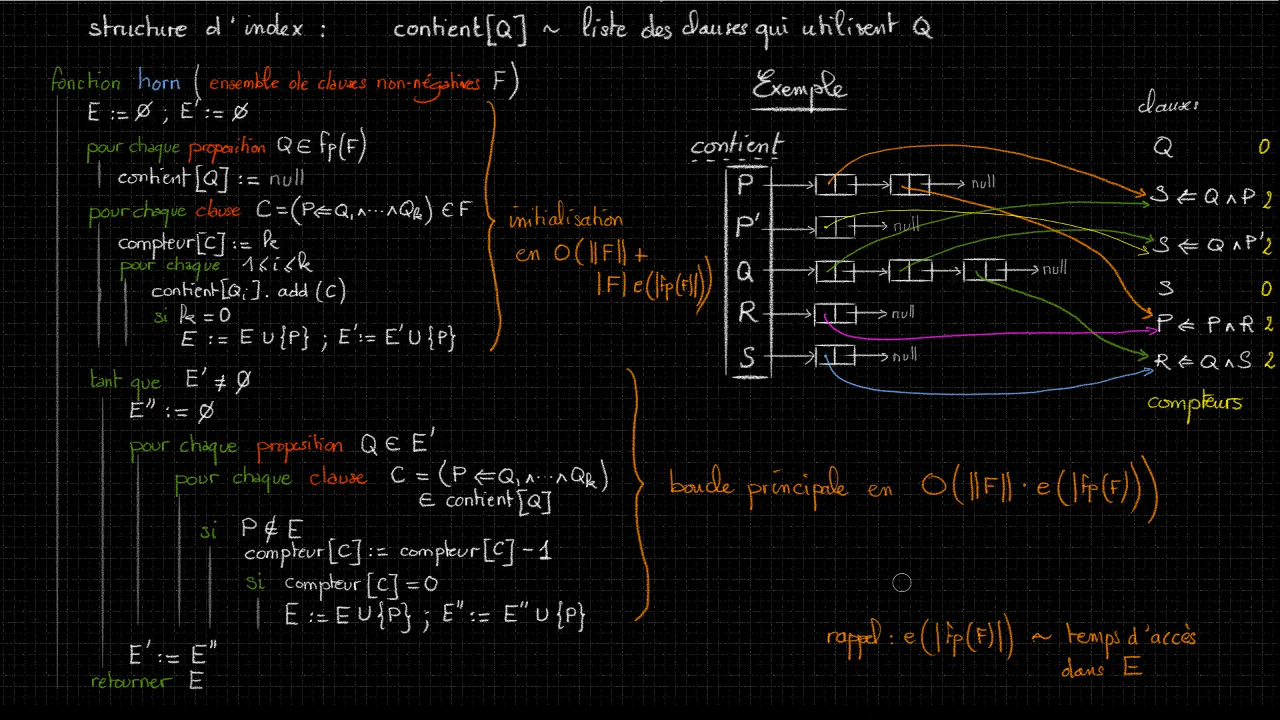 structure d'index : contient[Q] ~ liste des clauses qui utilisent Q
fonction horn (ensemble de clauses non-négatives F)
E := ∅ ; E' := ∅
pour chaque proposition Q ∈ fp(F)
contient[Q] := null
pour chaque clause C = (P ⇐ Q₁ ∧ ⋯ ∧ Qₖ) ∈ F
compteur[C] := k
pour chaque 1 ≤ i ≤ k
contient[Qᵢ].add(C)
si k = 0
E := E ∪ {P} ; E' := E' ∪ {P}
initialisation
en O(‖F‖ +
|F| e(|fp(F)|))
tant que E' ≠ ∅
E'' := ∅
pour chaque proposition Q ∈ E'
pour chaque clause C = (P ⇐ Q₁ ∧ ⋯ ∧ Qₖ)
∈ contient[Q]
si P ∉ E
compteur[C] := compteur[C] - 1
si compteur[C] = 0
E := E ∪ {P} ; E'' := E'' ∪ {P}
E' := E''
retourner E
boucle principale en O(‖F‖ · e(|fp(F)|))
Exemple
contient
clauses
Q 0
P null
S ⇐ Q ∧ P 2
P' null
S ⇐ Q ∧ P' 2
Q null
S 0
R null
P ⇐ P ∧ R 2
S null
R ⇐ Q ∧ S 2
compteurs
rappel : e(|fp(F)|) ~ temps d'accès
dans E